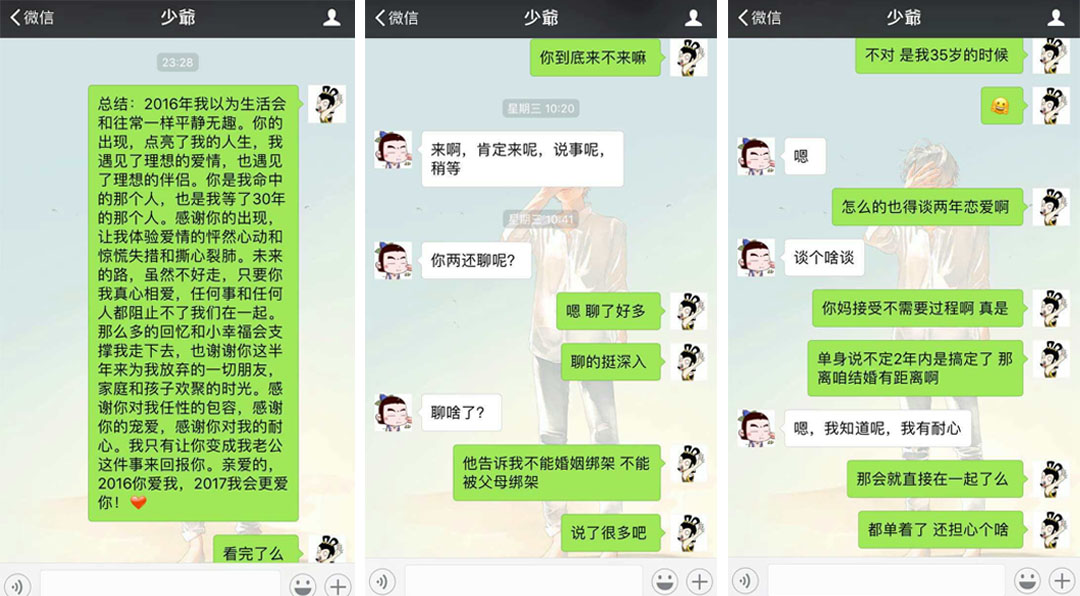 微信
少爺
23:28
总结：2016年我以为生活会
和往常一样平静无趣。你的
出现，点亮了我的人生，我
遇见了理想的爱情，也遇见
了理想的伴侣。你是我命中
的那个人，也是我等了30年
的那个人。感谢你的出现，
让我体验爱情的怦然心动和
惊慌失措和撕心裂肺。未来
的路，虽然不好走，只要你
我真心相爱，任何事和任何
人都阻止不了我们在一起。
那么多的回忆和小幸福会支
撑我走下去，也谢谢你这半
年来为我放弃的一切朋友，
家庭和孩子欢聚的时光。感
谢你对我任性的包容，感谢
你的宠爱，感谢你对我的耐
心。我只有让你变成我老公
这件事来回报你。亲爱的，
2016你爱我，2017我会更爱
你！❤️
看完了么
微信
少爺
你到底来不来嘛
星期三 10:20
来啊，肯定来呢，说事呢，
稍等
星期三 10:41
你两还聊呢？
嗯 聊了好多
聊的挺深入
聊啥了？
他告诉我不能婚姻绑架 不能
被父母绑架
说了很多吧
微信
少爺
不对 是我35岁的时候
🤗
嗯
怎么的也得谈两年恋爱啊
谈个啥谈
你妈接受不需要过程啊 真是
单身说不定2年内是搞定了 那
离咱结婚有距离啊
嗯，我知道呢，我有耐心
那会就直接在一起了么
都单着了 还担心个啥